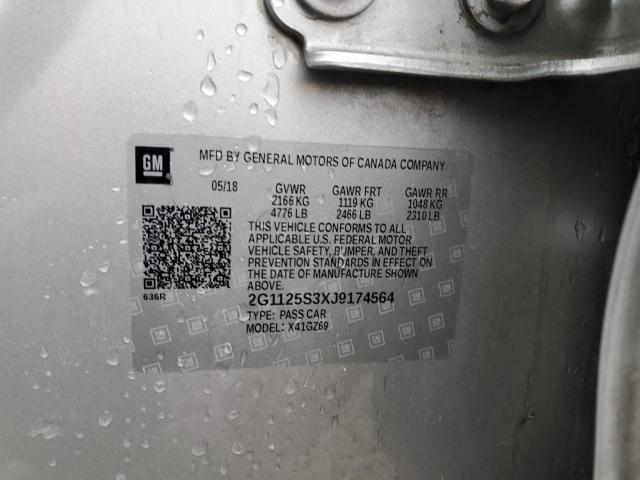 GM
MFD BY GENERAL MOTORS OF CANADA COMPANY
05/18 GVWR GAWR FRT GAWR RR
2166 KG 1119 KG 1048 KG
4776 LB 2466 LB 2310 LB
THIS VEHICLE CONFORMS TO ALL
APPLICABLE U.S. FEDERAL MOTOR
VEHICLE SAFETY, BUMPER, AND THEFT
PREVENTION STANDARDS IN EFFECT ON
THE DATE OF MANUFACTURE SHOWN
ABOVE.
636R
2G1125S3XJ9174564
TYPE: PASS CAR
MODEL: X41GZ69